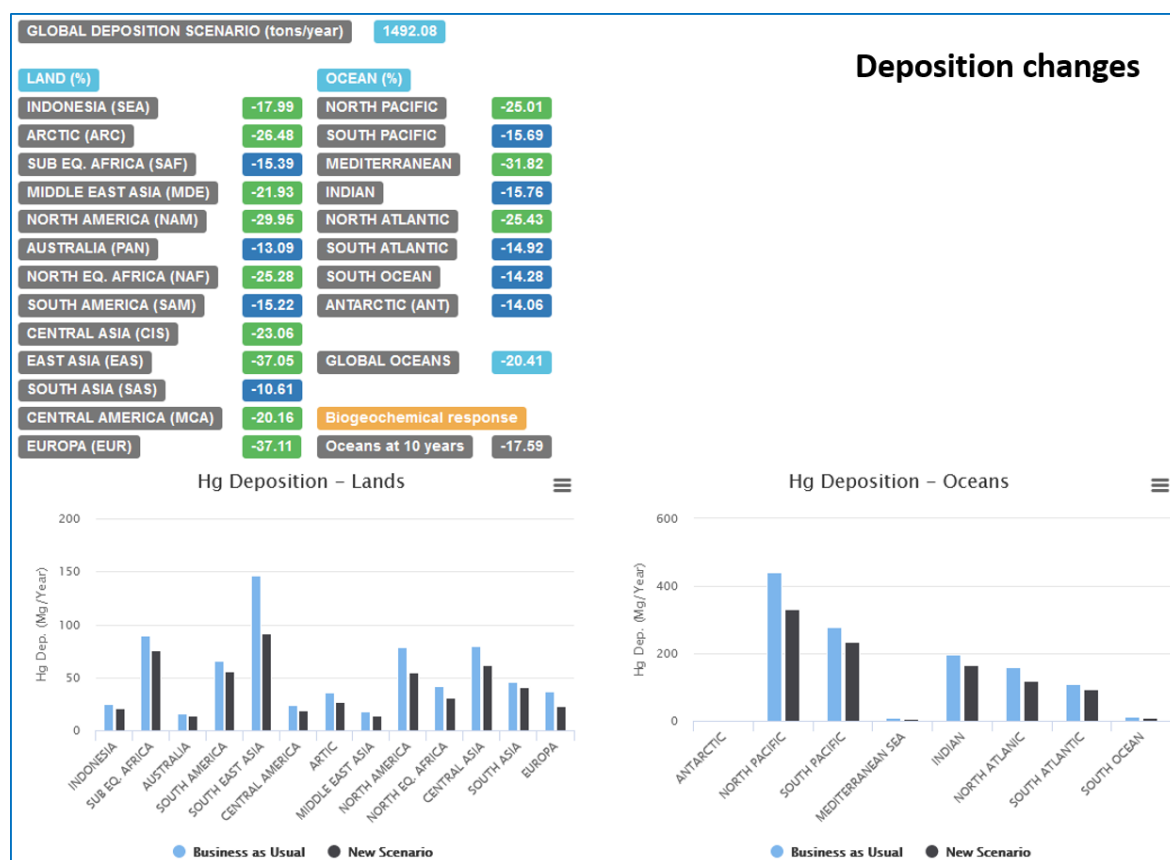 GLOBAL DEPOSITION SCENARIO (tons/year) 1492.08
Deposition changes
LAND (%) OCEAN (%)
INDONESIA (SEA) -17.99 NORTH PACIFIC -25.01
ARCTIC (ARC) -26.48 SOUTH PACIFIC -15.69
SUB EQ. AFRICA (SAF) -15.39 MEDITERRANEAN -31.82
MIDDLE EAST ASIA (MDE) -21.93 INDIAN -15.76
NORTH AMERICA (NAM) -29.95 NORTH ATLANTIC -25.43
AUSTRALIA (PAN) -13.09 SOUTH ATLANTIC -14.92
NORTH EQ. AFRICA (NAF) -25.28 SOUTH OCEAN -14.28
SOUTH AMERICA (SAM) -15.22 ANTARCTIC (ANT) -14.06
CENTRAL ASIA (CIS) -23.06
EAST ASIA (EAS) -37.05 GLOBAL OCEANS -20.41
SOUTH ASIA (SAS) -10.61
CENTRAL AMERICA (MCA) -20.16 Biogeochemical response
EUROPA (EUR) -37.11 Oceans at 10 years -17.59
Hg Deposition – Lands
Hg Dep. (Mg/Year)
200
150
100
50
0
INDONESIA
SUB EQ. AFRICA
AUSTRALIA
SOUTH AMERICA
SOUTH EAST ASIA
CENTRAL AMERICA
ARTIC
MIDDLE EAST ASIA
NORTH AMERICA
NORTH EQ. AFRICA
CENTRAL ASIA
SOUTH ASIA
EUROPA
Business as Usual New Scenario
Hg Deposition – Oceans
Hg Dep. (Mg/Year)
600
400
200
0
ANTARCTIC
NORTH PACIFIC
SOUTH PACIFIC
MEDITERRANEAN SEA
INDIAN
NORTH ATLANIC
SOUTH ATLANTIC
SOUTH OCEAN
Business as Usual New Scenario